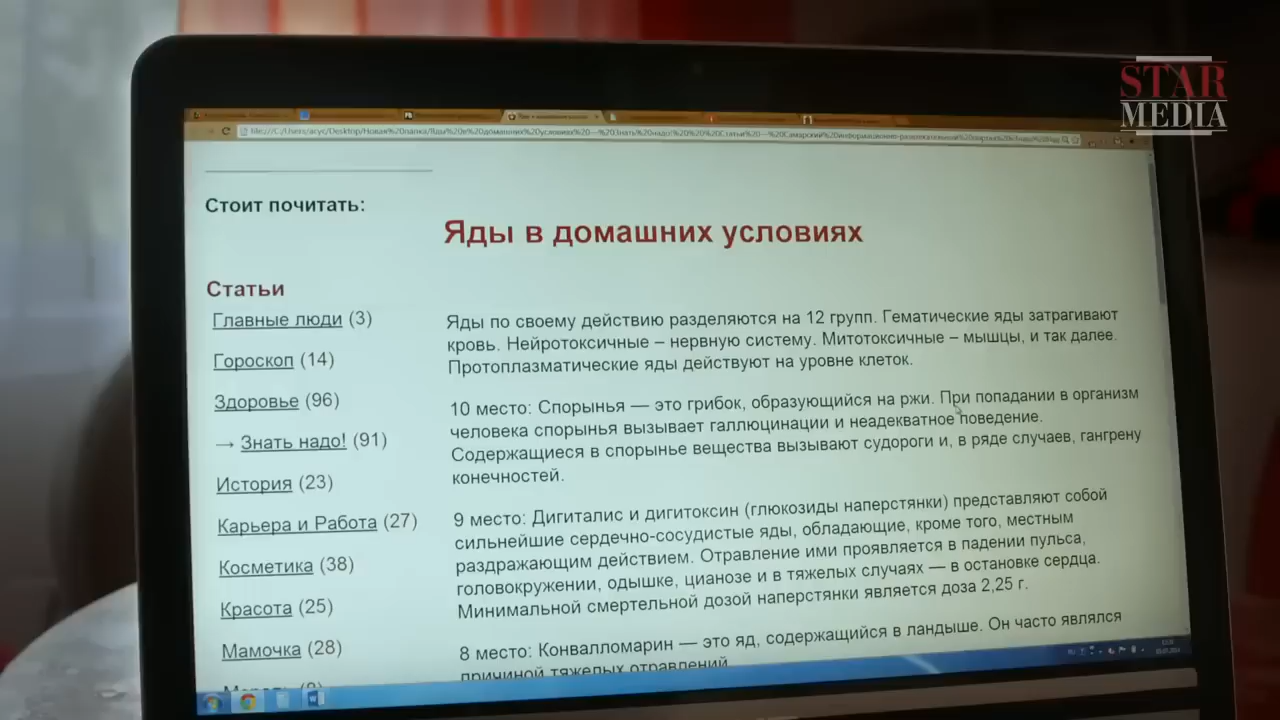 STAR
MEDIA
Стоит почитать:
Яды в домашних условиях
Статьи
Главные люди (3)
Гороскоп (14)
Здоровье (96)
→ Знать надо! (91)
История (23)
Карьера и Работа (27)
Косметика (38)
Красота (25)
Мамочка (28)
Яды по своему действию разделяются на 12 групп. Гематические яды затрагивают
кровь. Нейротоксичные – нервную систему. Митотоксичные – мышцы, и так далее.
Протоплазматические яды действуют на уровне клеток.
10 место: Спорынья — это грибок, образующийся на ржи. При попадании в организм
человека спорынья вызывает галлюцинации и неадекватное поведение.
Содержащиеся в спорынье вещества вызывают судороги и, в ряде случаев, гангрену
конечностей.
9 место: Дигиталис и дигитоксин (глюкозиды наперстянки) представляют собой
сильнейшие сердечно-сосудистые яды, обладающие, кроме того, местным
раздражающим действием. Отравление ими проявляется в падении пульса,
головокружении, одышке, цианозе и в тяжелых случаях — в остановке сердца.
Минимальной смертельной дозой наперстянки является доза 2,25 г.
8 место: Конвалломарин — это яд, содержащийся в ландыше. Он часто являлся
причиной тяжелых отравлений